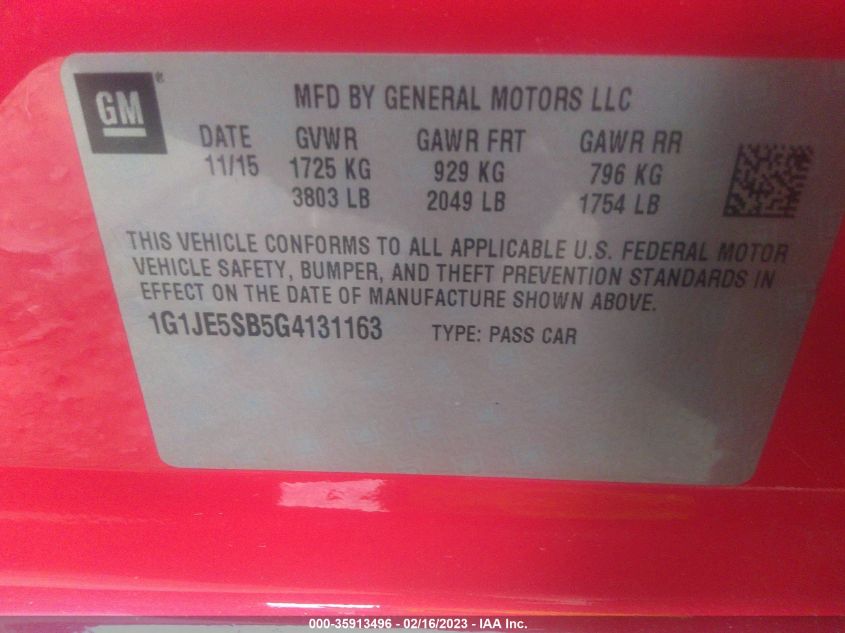 GM®
MFD BY GENERAL MOTORS LLC
DATE GVWR GAWR FRT GAWR RR
11/15 1725 KG 929 KG 796 KG
3803 LB 2049 LB 1754 LB
THIS VEHICLE CONFORMS TO ALL APPLICABLE U.S. FEDERAL MOTOR
VEHICLE SAFETY, BUMPER, AND THEFT PREVENTION STANDARDS IN
EFFECT ON THE DATE OF MANUFACTURE SHOWN ABOVE.
1G1JE5SB5G4131163 TYPE: PASS CAR
000-35913496 - 02/16/2023 - IAA Inc.